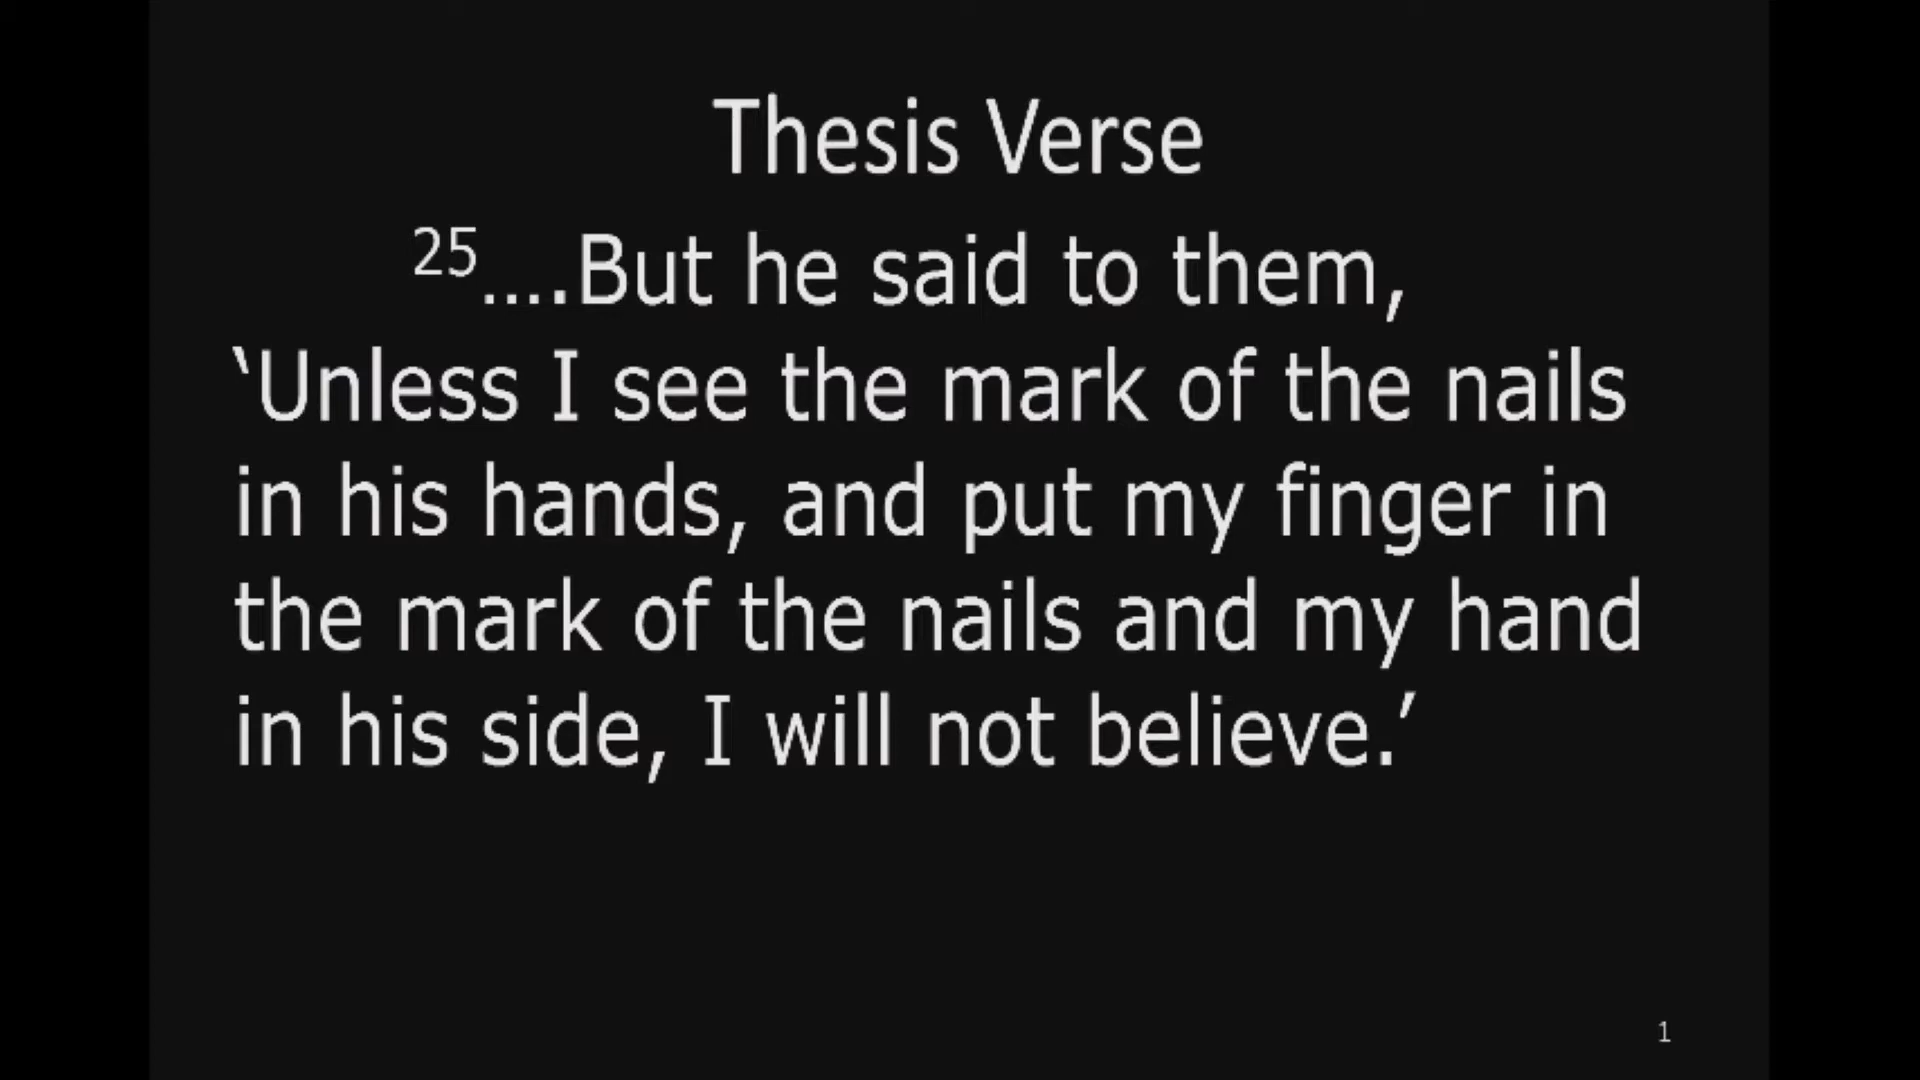 Thesis Verse
25....But he said to them,
‘Unless I see the mark of the nails
in his hands, and put my finger in
the mark of the nails and my hand
in his side, I will not believe.’
1